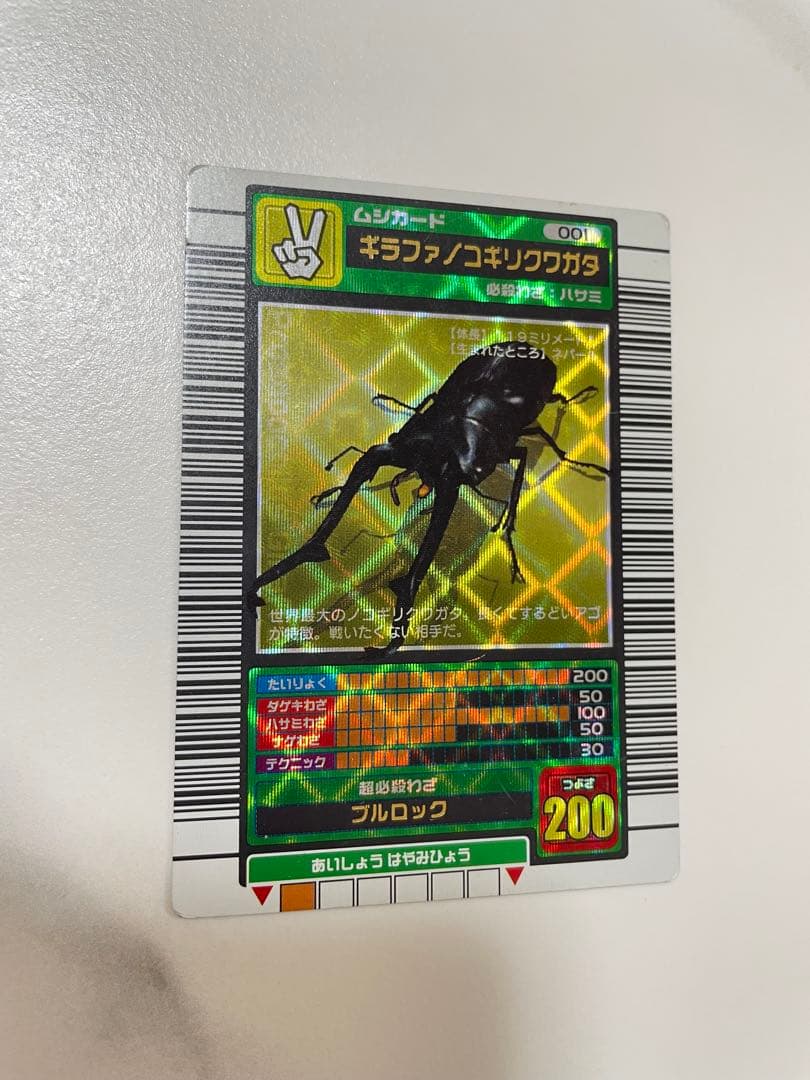 ムシカード
001
ギラファノコギリクワガタ
必殺わざ：ハサミ
【体長】119ミリメートル
【生まれたところ】ネパール
世界最大のノコギリクワガタ。長くてするどいアゴ
が特徴。戦いたくない相手だ。
たいりょく 200
ダゲキわざ 50
ハサミわざ 100
ナゲわざ 50
テクニック 30
超必殺わざ
ブルロック
つよさ
200
あいしょう はやみひょう